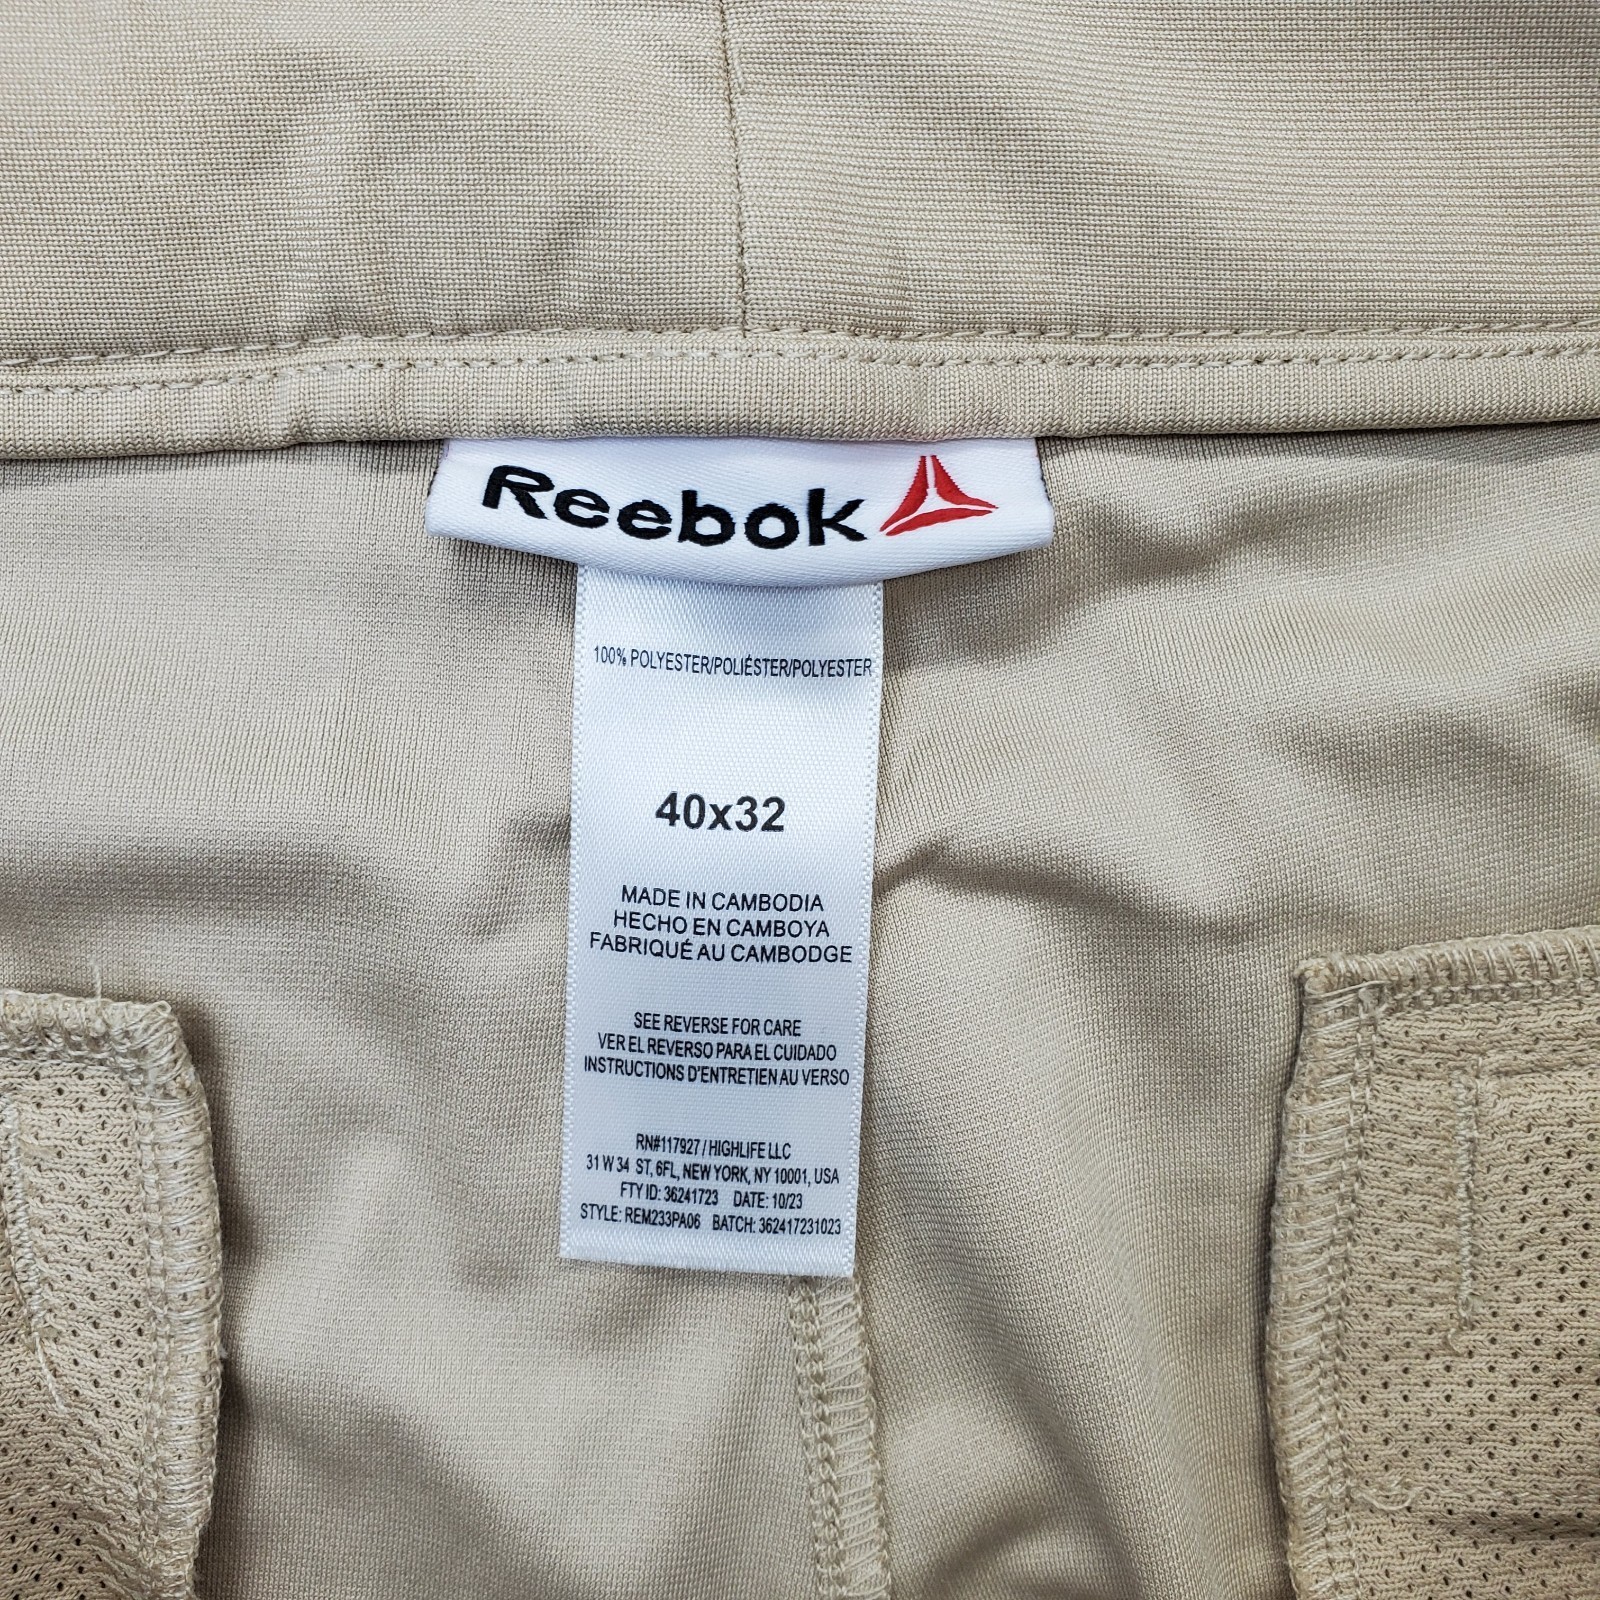 Reebok
100% POLYESTER/POLIÉSTER/POLYESTER
40x32
MADE IN CAMBODIA
HECHO EN CAMBOYA
FABRIQUÉ AU CAMBODGE
SEE REVERSE FOR CARE
VER EL REVERSO PARA EL CUIDADO
INSTRUCTIONS D'ENTRETIEN AU VERSO
RN#117927 / HIGHLIFE LLC
31 W 34 ST, 6FL, NEW YORK, NY 10001, USA
FTY ID: 36241723 DATE: 10/23
STYLE: REM233PA06 BATCH: 362417231023